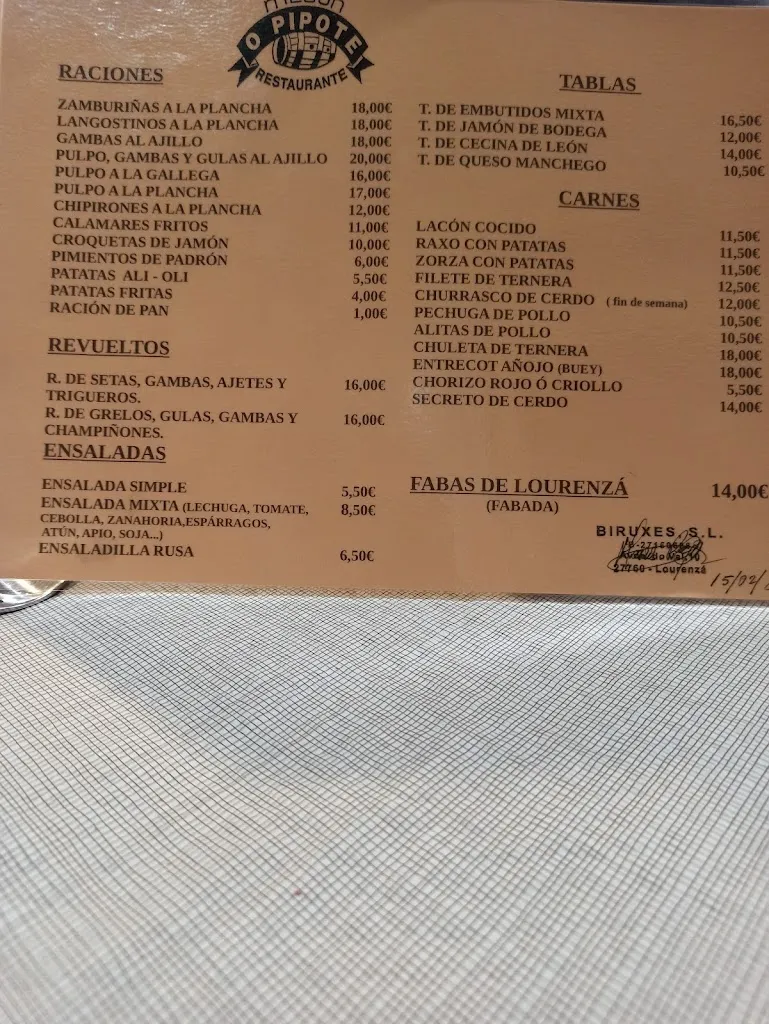 O PIPOTE
RESTAURANTE
RACIONES
ZAMBURIÑAS A LA PLANCHA 18,00€
LANGOSTINOS A LA PLANCHA 18,00€
GAMBAS AL AJILLO 18,00€
PULPO, GAMBAS Y GULAS AL AJILLO 20,00€
PULPO A LA GALLEGA 16,00€
PULPO A LA PLANCHA 17,00€
CHIPIRONES A LA PLANCHA 12,00€
CALAMARES FRITOS 11,00€
CROQUETAS DE JAMÓN 10,00€
PIMIENTOS DE PADRÓN 6,00€
PATATAS ALI - OLI 5,50€
PATATAS FRITAS 4,00€
RACIÓN DE PAN 1,00€
REVUELTOS
R. DE SETAS, GAMBAS, AJETES Y 16,00€
TRIGUEROS.
R. DE GRELOS, GULAS, GAMBAS Y 16,00€
CHAMPIÑONES.
ENSALADAS
ENSALADA SIMPLE 5,50€
ENSALADA MIXTA (LECHUGA, TOMATE, 8,50€
CEBOLLA, ZANAHORIA,ESPÁRRAGOS,
ATÚN, APIO, SOJA...)
ENSALADILLA RUSA 6,50€
TABLAS
T. DE EMBUTIDOS MIXTA 16,50€
T. DE JAMÓN DE BODEGA 12,00€
T. DE CECINA DE LEÓN 14,00€
T. DE QUESO MANCHEGO 10,50€
CARNES
LACÓN COCIDO 11,50€
RAXO CON PATATAS 11,50€
ZORZA CON PATATAS 11,50€
FILETE DE TERNERA 12,50€
CHURRASCO DE CERDO ( fin de semana) 12,00€
PECHUGA DE POLLO 10,50€
ALITAS DE POLLO 10,50€
CHULETA DE TERNERA 18,00€
ENTRECOT AÑOJO (BUEY) 18,00€
CHORIZO ROJO Ó CRIOLLO 5,50€
SECRETO DE CERDO 14,00€
FABAS DE LOURENZÁ 14,00€
(FABADA)
BIRUXES, S.L.
27760 - Lourenzá
15/02/